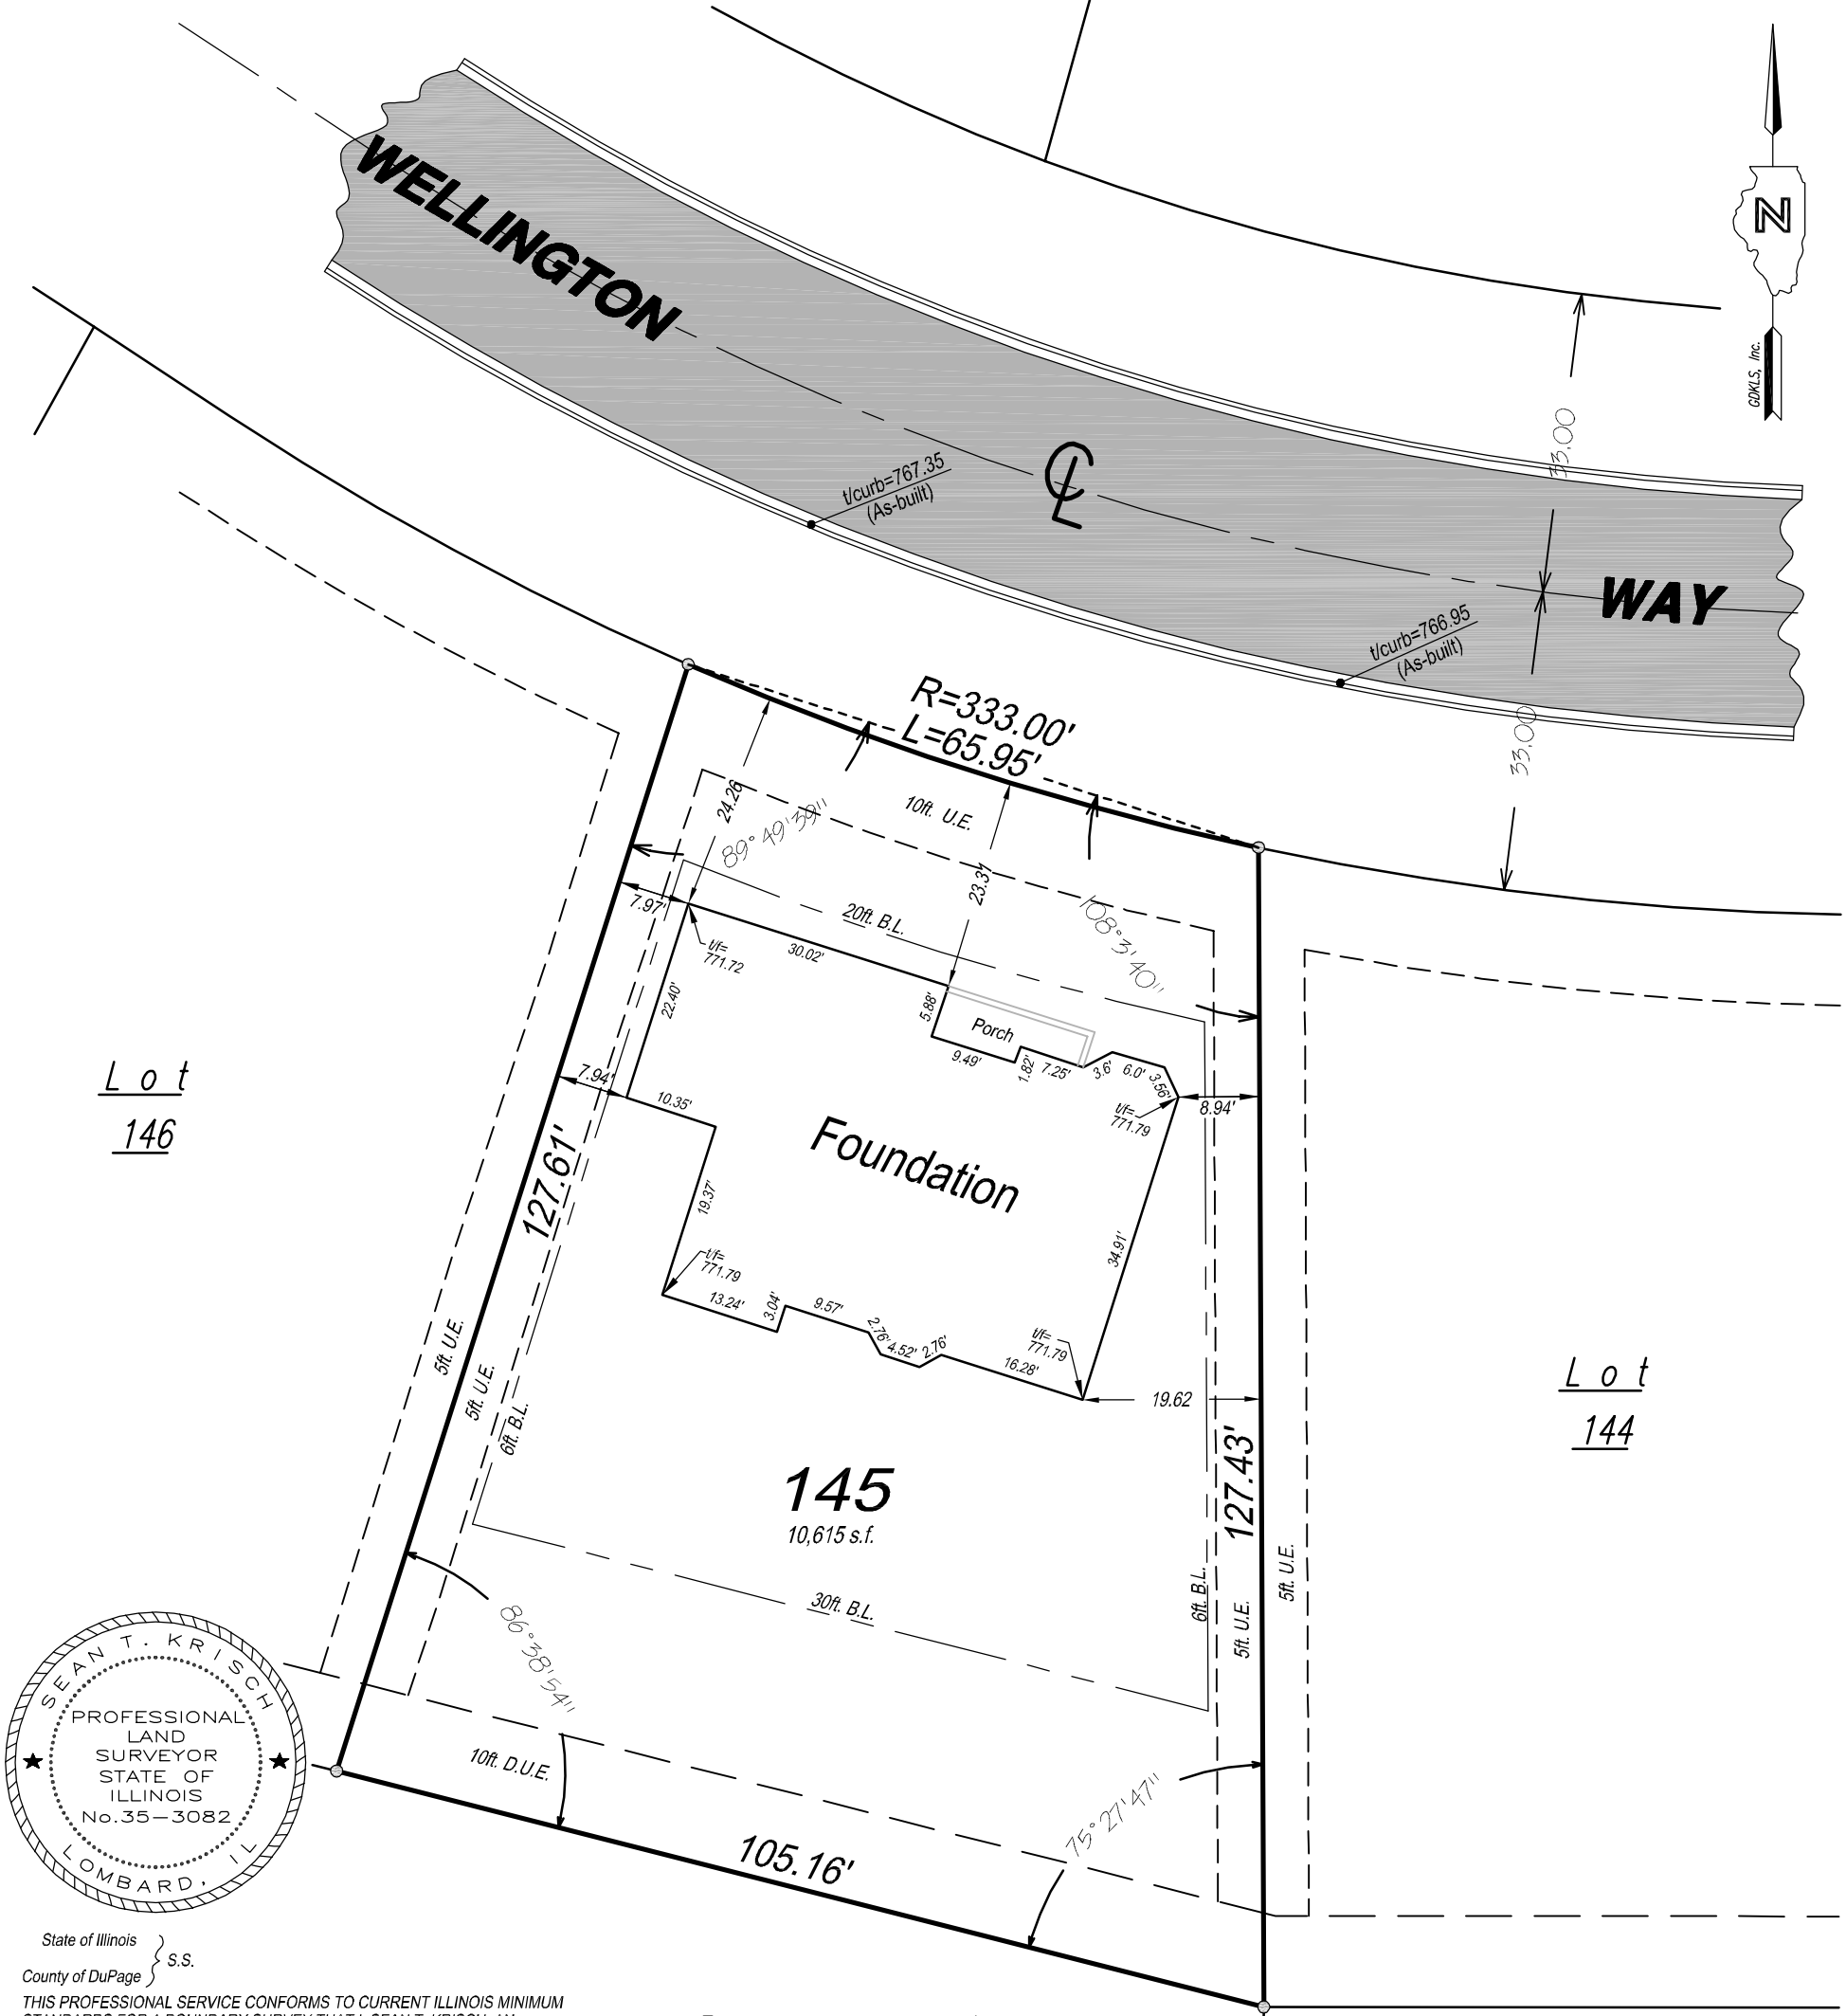 WELLINGTON
WAY
N
GDKLS, Inc.
33.00
33.00
t/curb=767.35
(As-built)
CL
t/curb=766.95
(As-built)
R=333.00'
L=65.95'
24.26
89°49'39"
10ft. U.E.
23.31
108°3'40"
7.97'
20ft. B.L.
t/f=
771.72
30.02'
22.40'
5.88'
Porch
9.49'
1.82'
7.25'
3.6'
6.0'
3.56'
7.94'
10.35'
t/f=
771.79
8.94'
Lot
146
127.61'
Foundation
19.37'
34.91'
t/f=
771.79
13.24'
3.04'
9.57'
2.76'
4.52'
2.76'
16.28'
t/f=
771.79
19.62
5ft. U.E.
5ft. U.E.
6ft. B.L.
Lot
144
127.43'
145
10,615 s.f.
30ft. B.L.
6ft. B.L.
5ft. U.E.
5ft. U.E.
86°38'54"
10ft. D.U.E.
75°27'47"
105.16'
SEAN T. KRISCH
PROFESSIONAL
LAND
SURVEYOR
STATE OF
ILLINOIS
No.35-3082
LOMBARD, IL
State of Illinois
S.S.
County of DuPage
THIS PROFESSIONAL SERVICE CONFORMS TO CURRENT ILLINOIS MINIMUM